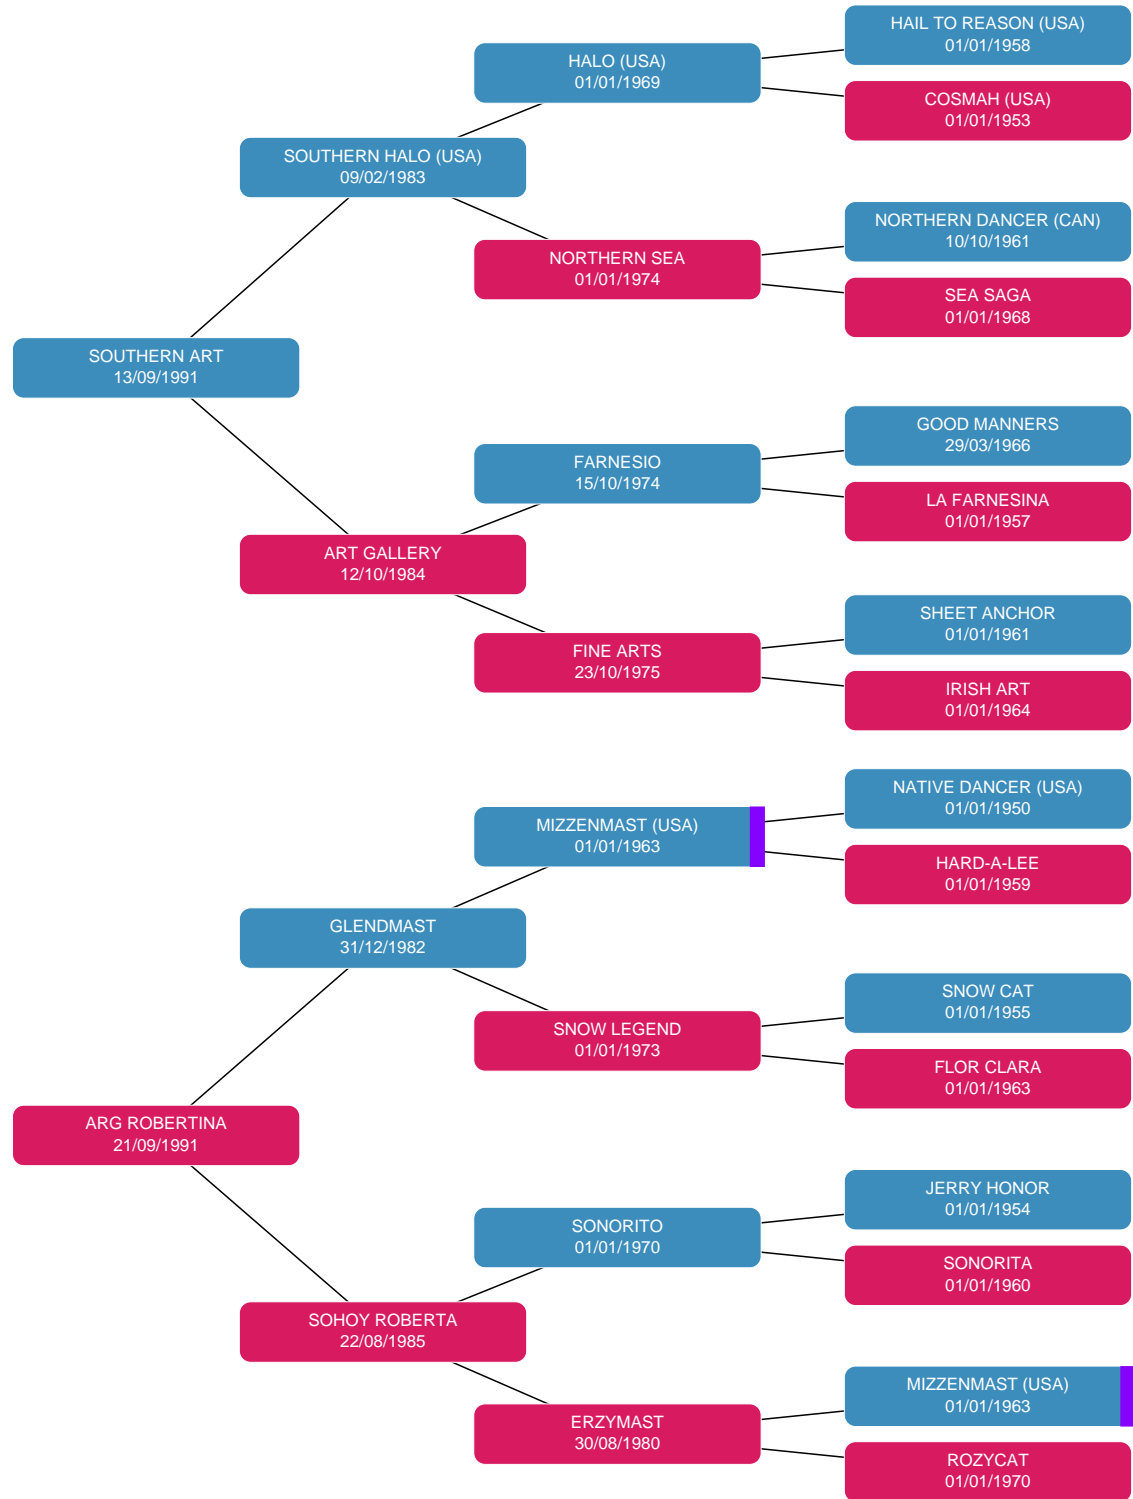 HAIL TO REASON (USA)
01/01/1958
HALO (USA)
01/01/1969
COSMAH (USA)
01/01/1953
SOUTHERN HALO (USA)
09/02/1983
NORTHERN DANCER (CAN)
10/10/1961
NORTHERN SEA
01/01/1974
SEA SAGA
01/01/1968
SOUTHERN ART
13/09/1991
GOOD MANNERS
29/03/1966
FARNESIO
15/10/1974
LA FARNESINA
01/01/1957
ART GALLERY
12/10/1984
SHEET ANCHOR
01/01/1961
FINE ARTS
23/10/1975
IRISH ART
01/01/1964
NATIVE DANCER (USA)
01/01/1950
MIZZENMAST (USA)
01/01/1963
HARD-A-LEE
01/01/1959
GLENDMAST
31/12/1982
SNOW CAT
01/01/1955
SNOW LEGEND
01/01/1973
FLOR CLARA
01/01/1963
ARG ROBERTINA
21/09/1991
JERRY HONOR
01/01/1954
SONORITO
01/01/1970
SONORITA
01/01/1960
SOHOY ROBERTA
22/08/1985
MIZZENMAST (USA)
01/01/1963
ERZYMAST
30/08/1980
ROZYCAT
01/01/1970